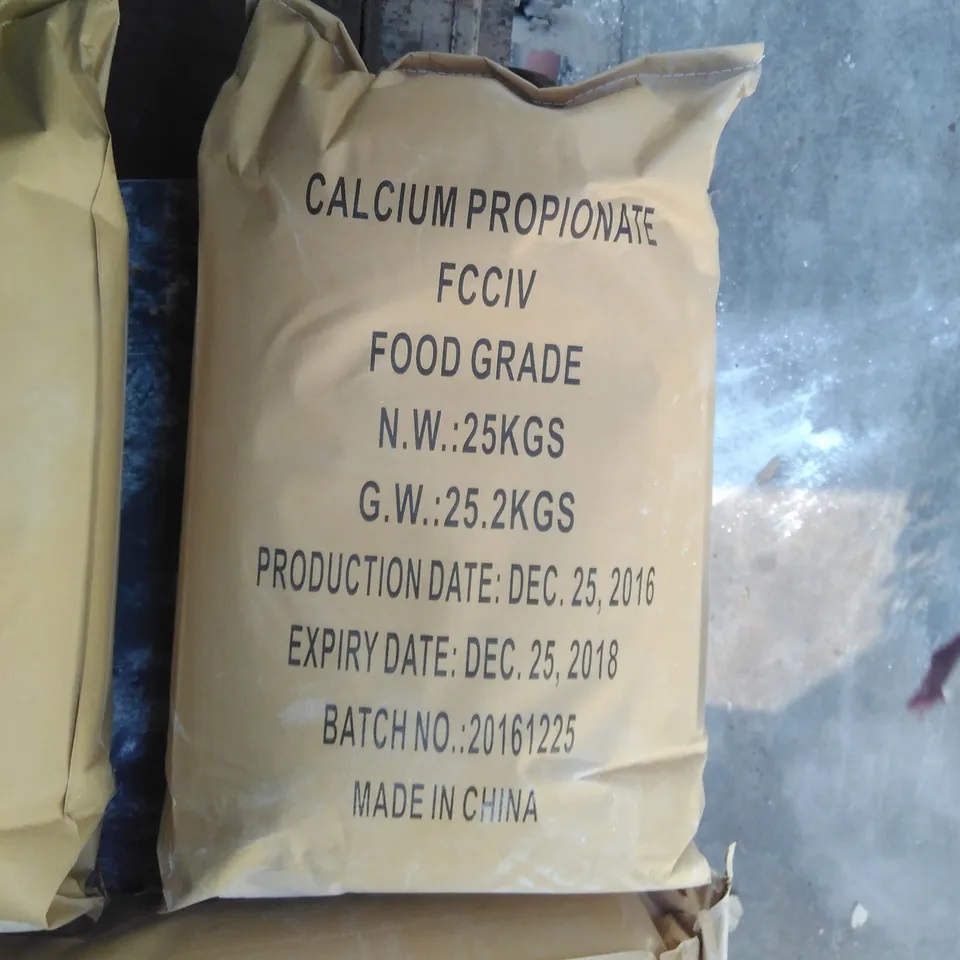 CALCIUM PROPIONATE
FCCIV
FOOD GRADE
N.W.:25KGS
G.W.:25.2KGS
PRODUCTION DATE: DEC. 25, 2016
EXPIRY DATE: DEC. 25, 2018
BATCH NO.:20161225
MADE IN CHINA